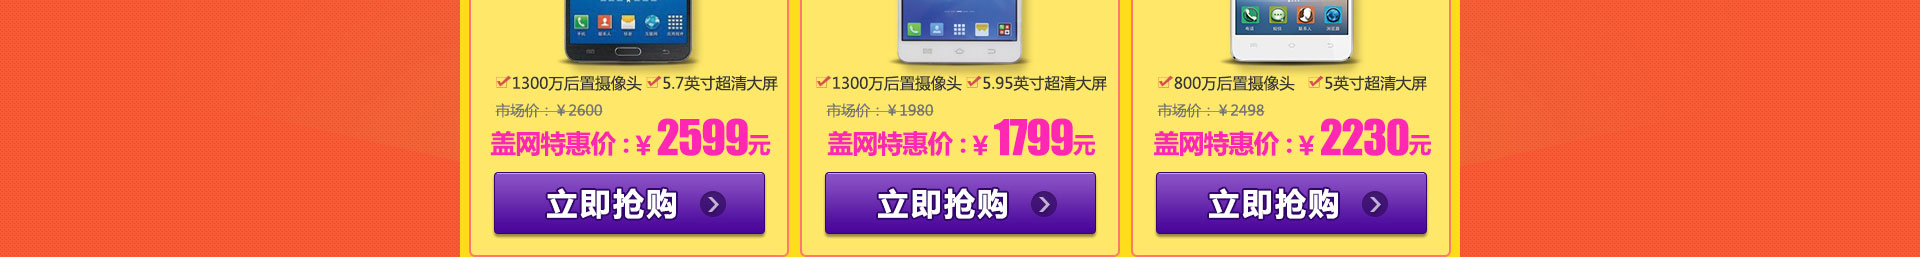 1300万后置摄像头 5.7英寸超清大屏
市场价：￥2600
盖网特惠价：￥2599元
立即抢购
1300万后置摄像头 5.95英寸超清大屏
市场价：￥1980
盖网特惠价：￥1799元
立即抢购
800万后置摄像头 5英寸超清大屏
市场价：￥2498
盖网特惠价：￥2230元
立即抢购